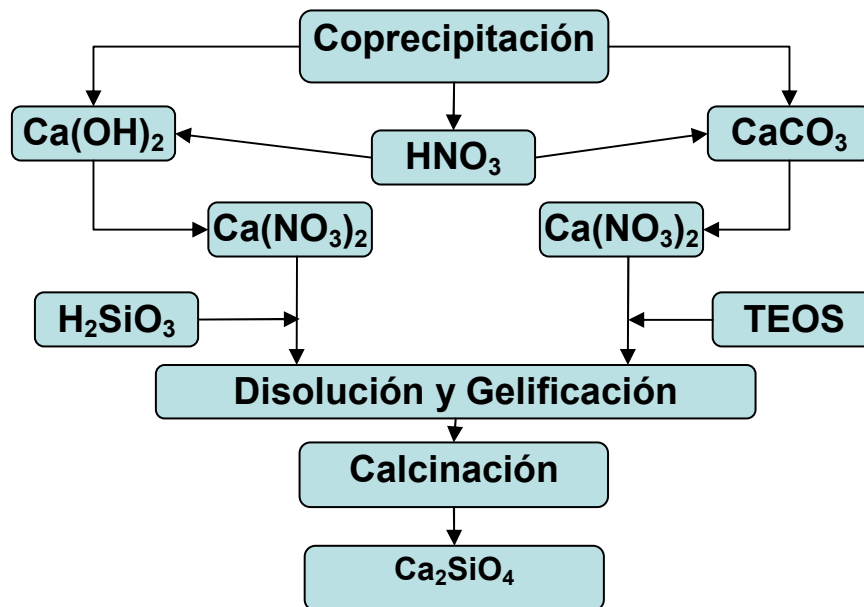 Coprecipitación
Ca(OH)₂
HNO₃
CaCO₃
Ca(NO₃)₂
Ca(NO₃)₂
H₂SiO₃
TEOS
Disolución y Gelificación
Calcinación
Ca₂SiO₄